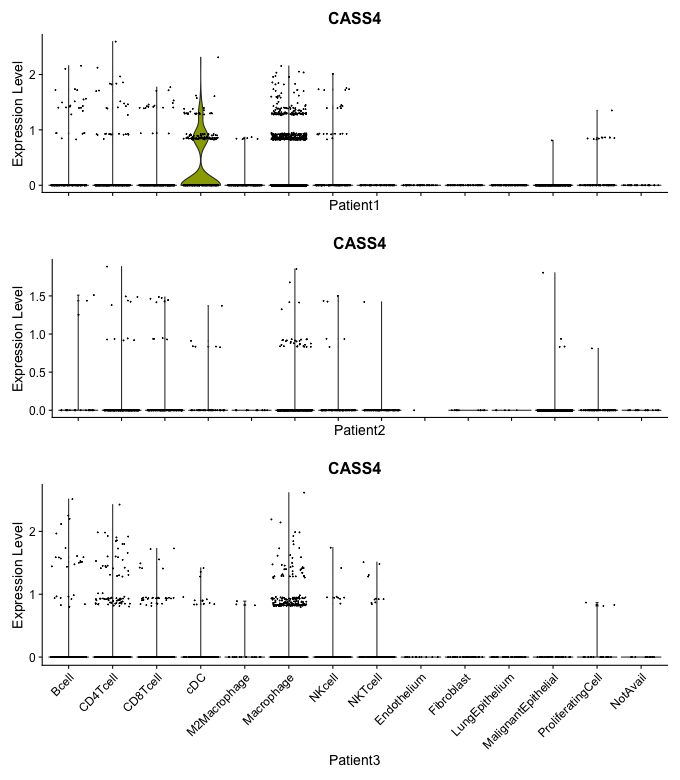 CASS4
Expression Level
2
1
0
Patient1
CASS4
Expression Level
1.5
1.0
0.5
0.0
Patient2
CASS4
Expression Level
2
1
0
Bcell
CD4Tcell
CD8Tcell
cDC
M2Macrophage
Macrophage
NKcell
NKTcell
Endothelium
Fibroblast
LungEpithelium
MalignantEpithelial
ProliferatingCell
NotAvail
Patient3